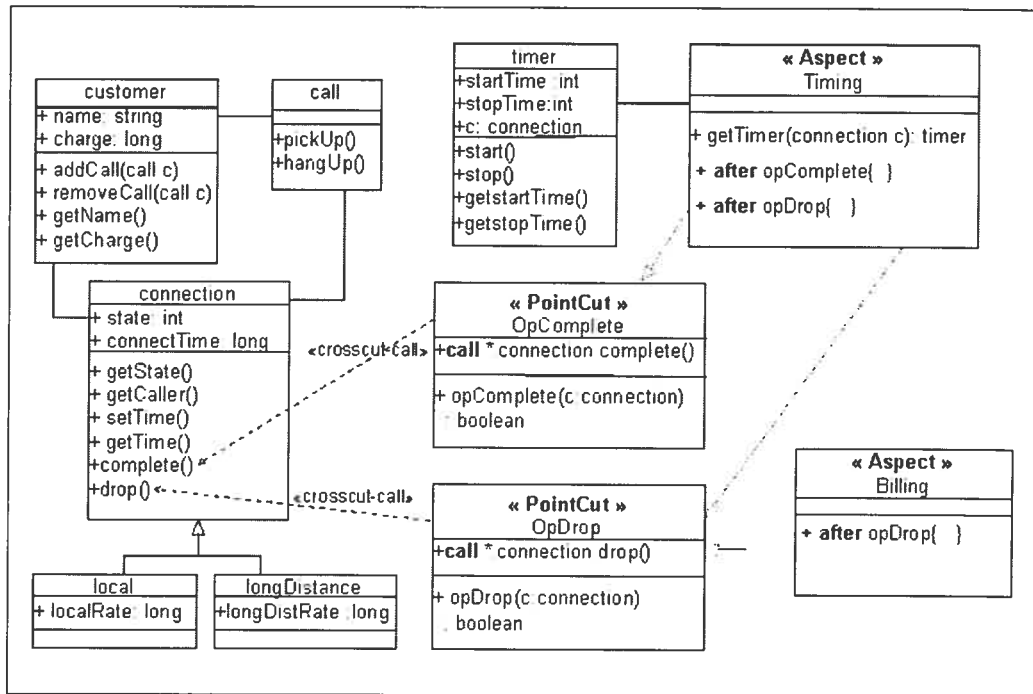 customer
+ name: string
+ charge: long
+ addCall(call c)
+ removeCall(call c)
+ getName()
+ getCharge()
call
+pickUp()
+hangUp()
timer
+startTime : int
+stopTime:int
+c: connection
+start()
+stop()
+getstartTime()
+getstopTime()
« Aspect »
Timing
+ getTimer(connection c): timer
+ after opComplete{ }
+ after opDrop{ }
connection
+ state: int
+ connectTime long
+ getState()
+ getCaller()
+ setTime()
+ getTime()
+complete()
+drop()
«crosscut-call»
«crosscut-call»
« PointCut »
OpComplete
+call * connection complete()
+ opComplete(c:connection)
: boolean
« PointCut »
OpDrop
+call * connection drop()
+ opDrop(c:connection)
: boolean
« Aspect »
Billing
+ after opDrop{ }
local
+ localRate: long
longDistance
+longDistRate : long